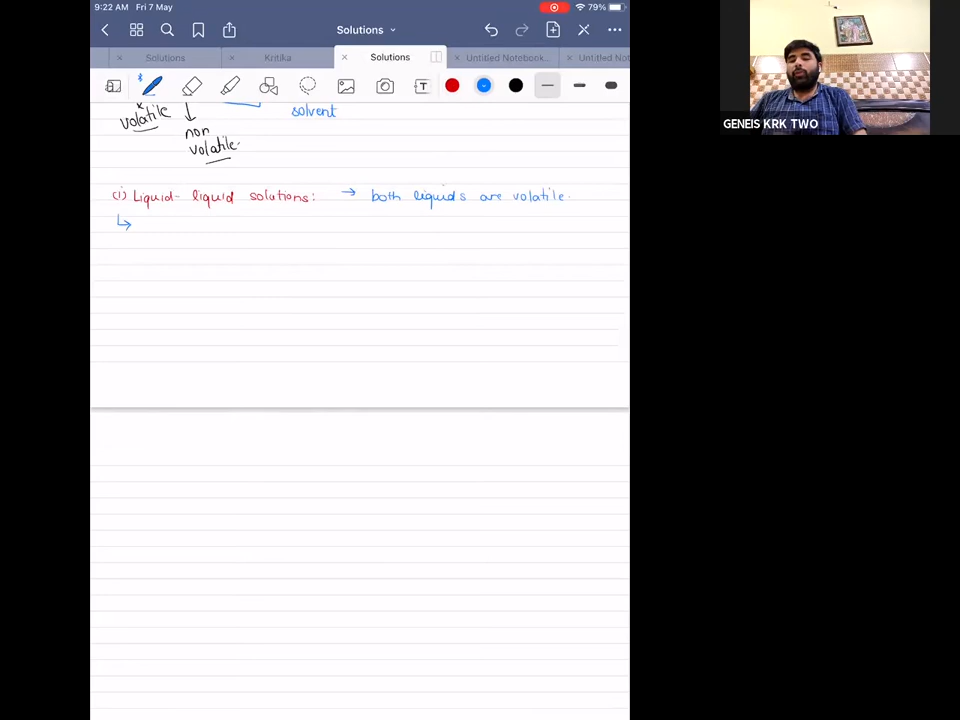 9:22 AM Fri 7 May 79%
Solutions
Solutions Kritika Solutions Untitled Notebook... Untitled Not
T
volatile solvent
non
volatile
(i) Liquid-liquid solutions: → both liquids are volatile.
GENEIS KRK TWO